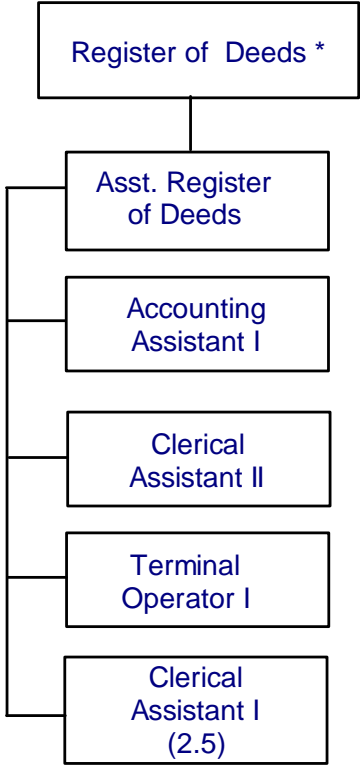 Register of Deeds *
Asst. Register
of Deeds
Accounting
Assistant I
Clerical
Assistant II
Terminal
Operator I
Clerical
Assistant I
(2.5)